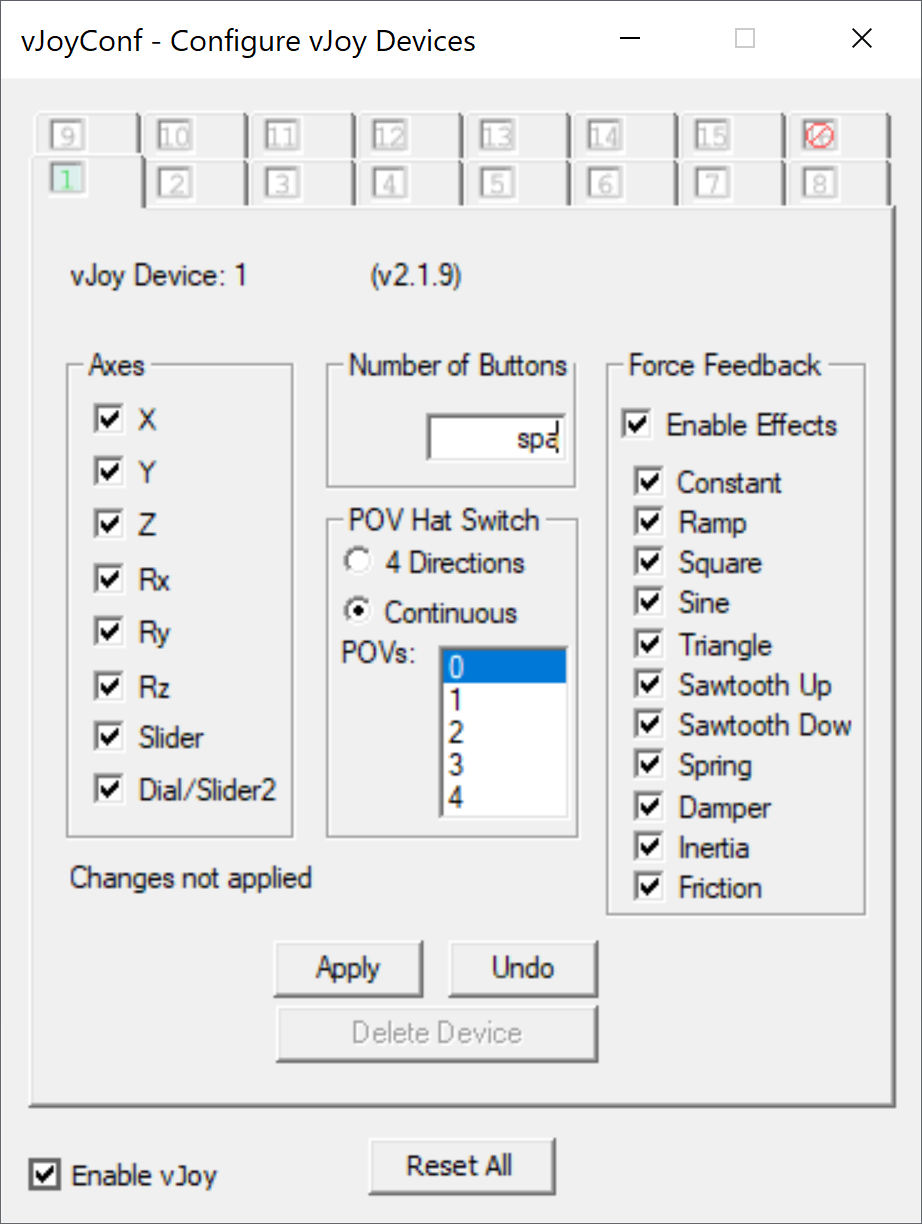 vJoyConf - Configure vJoy Devices
9 10 11 12 13 14 15
1 2 3 4 5 6 7 8
vJoy Device: 1 (v2.1.9)
Axes
X
Y
Z
Rx
Ry
Rz
Slider
Dial/Slider2
Number of Buttons
spa
POV Hat Switch
4 Directions
Continuous
POVs:
0
1
2
3
4
Force Feedback
Enable Effects
Constant
Ramp
Square
Sine
Triangle
Sawtooth Up
Sawtooth Dow
Spring
Damper
Inertia
Friction
Changes not applied
Apply Undo
Delete Device
Enable vJoy Reset All